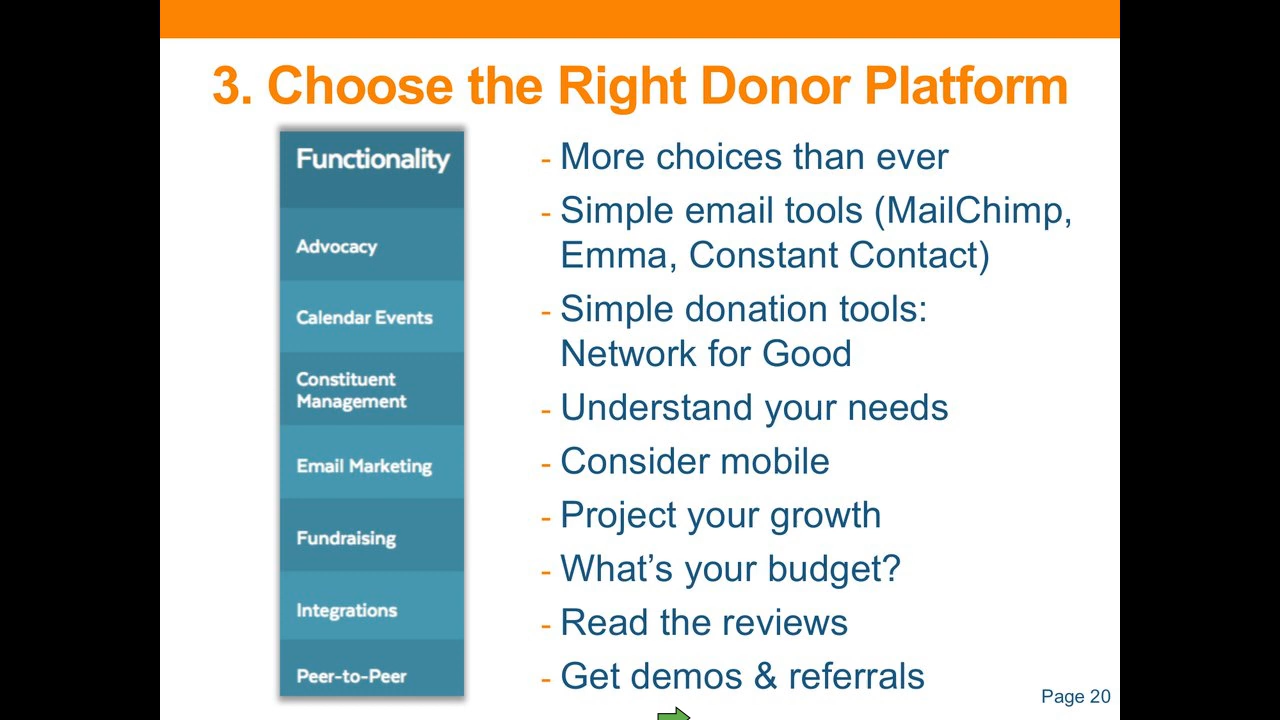 3. Choose the Right Donor Platform
Functionality
Advocacy
Calendar Events
Constituent
Management
Email Marketing
Fundraising
Integrations
Peer-to-Peer
- More choices than ever
- Simple email tools (MailChimp,
Emma, Constant Contact)
- Simple donation tools:
Network for Good
- Understand your needs
- Consider mobile
- Project your growth
- What’s your budget?
- Read the reviews
- Get demos & referrals
Page 20